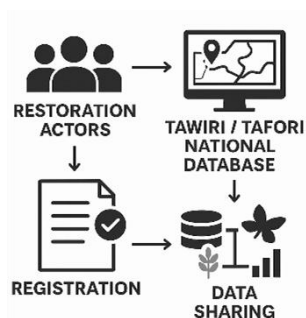 RESTORATION
ACTORS
TAWIRI / TAFORI
NATIONAL
DATABASE
REGISTRATION
DATA
SHARING